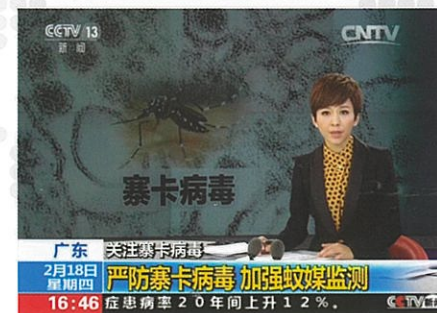 CCTV 13
新闻
CNTV
寨卡病毒
广东
关注寨卡病毒
2月18日
星期四
严防寨卡病毒 加强蚊媒监测
16:46
症患病率20年间上升12%。
CCTV